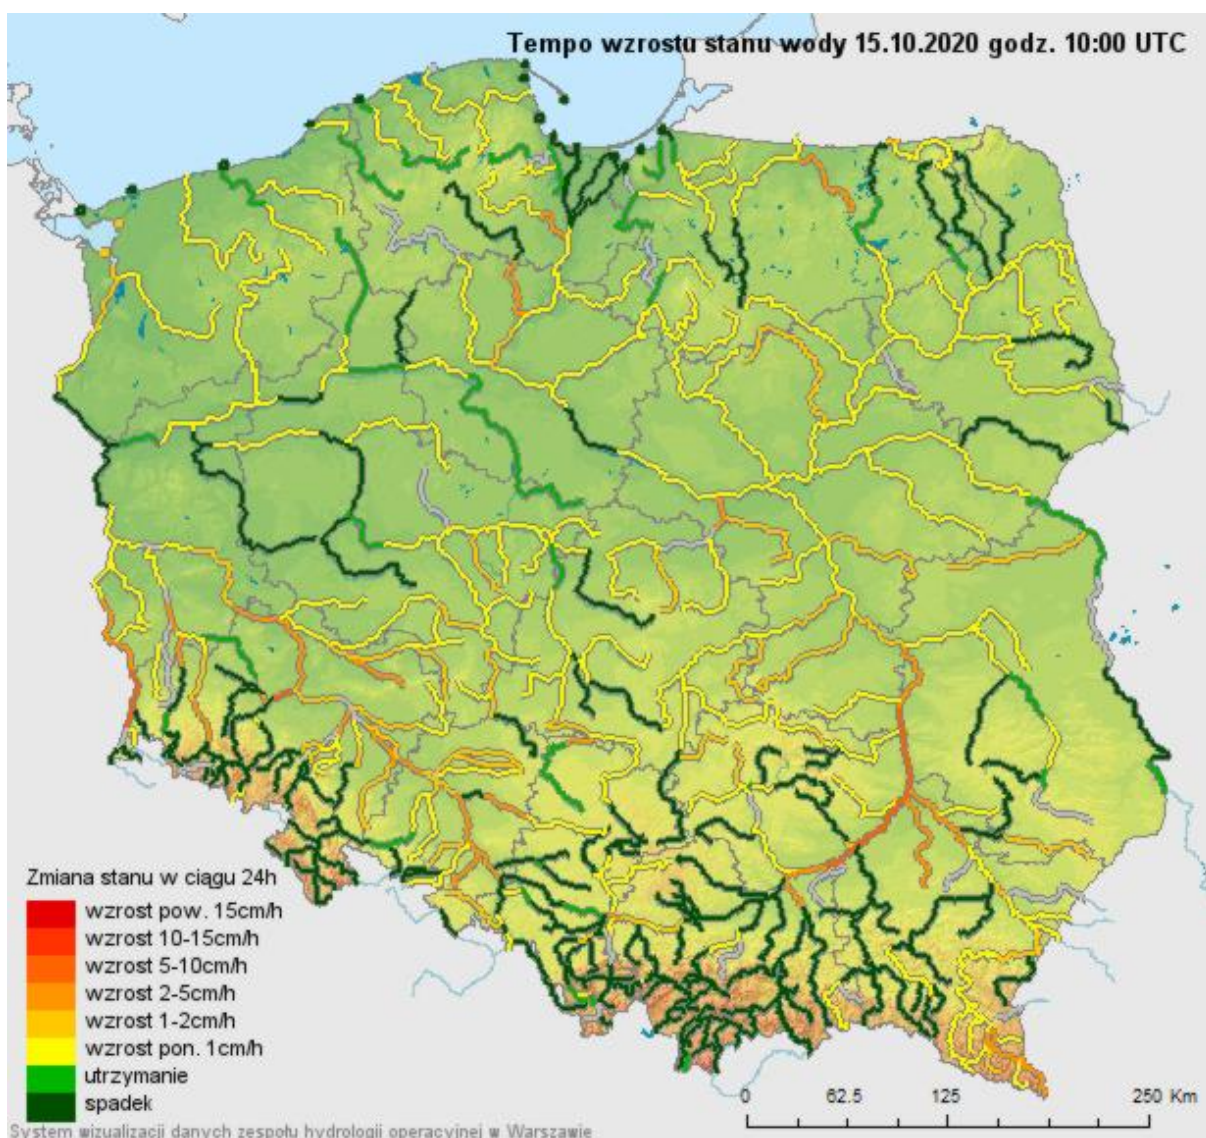 Tempo wzrostu stanu wody 15.10.2020 godz. 10:00 UTC
Zmiana stanu w ciągu 24h
wzrost pow. 15cm/h
wzrost 10-15cm/h
wzrost 5-10cm/h
wzrost 2-5cm/h
wzrost 1-2cm/h
wzrost pon. 1cm/h
utrzymanie
spadek
0 62.5 125 250 Km
System wizualizacji danych zespołu hydrologii operacyjnej w Warszawie